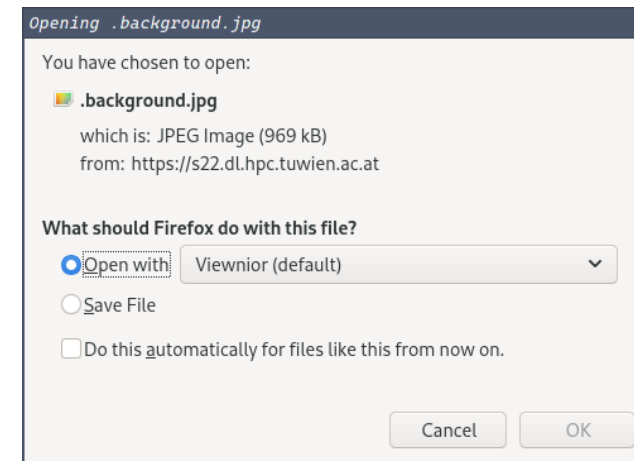 Opening .background.jpg
You have chosen to open:
.background.jpg
which is: JPEG Image (969 kB)
from: https://s22.dl.hpc.tuwien.ac.at
What should Firefox do with this file?
Open with Viewnior (default)
Save File
Do this automatically for files like this from now on.
Cancel OK